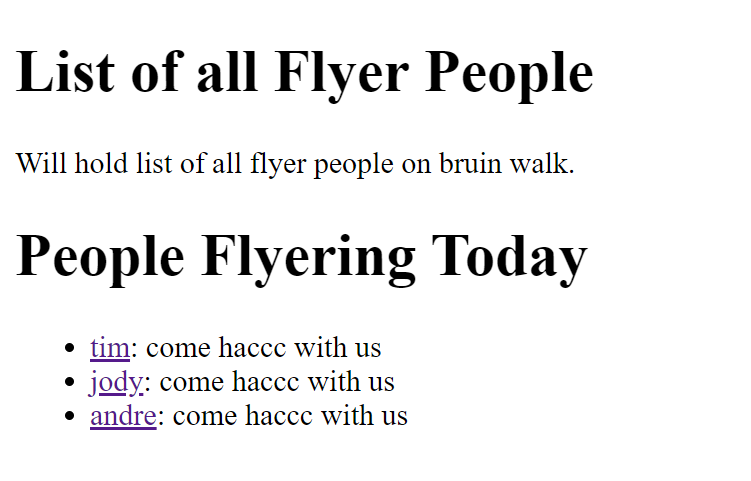 List of all Flyer People
Will hold list of all flyer people on bruin walk.
People Flyering Today
tim: come haccc with us
jody: come haccc with us
andre: come haccc with us